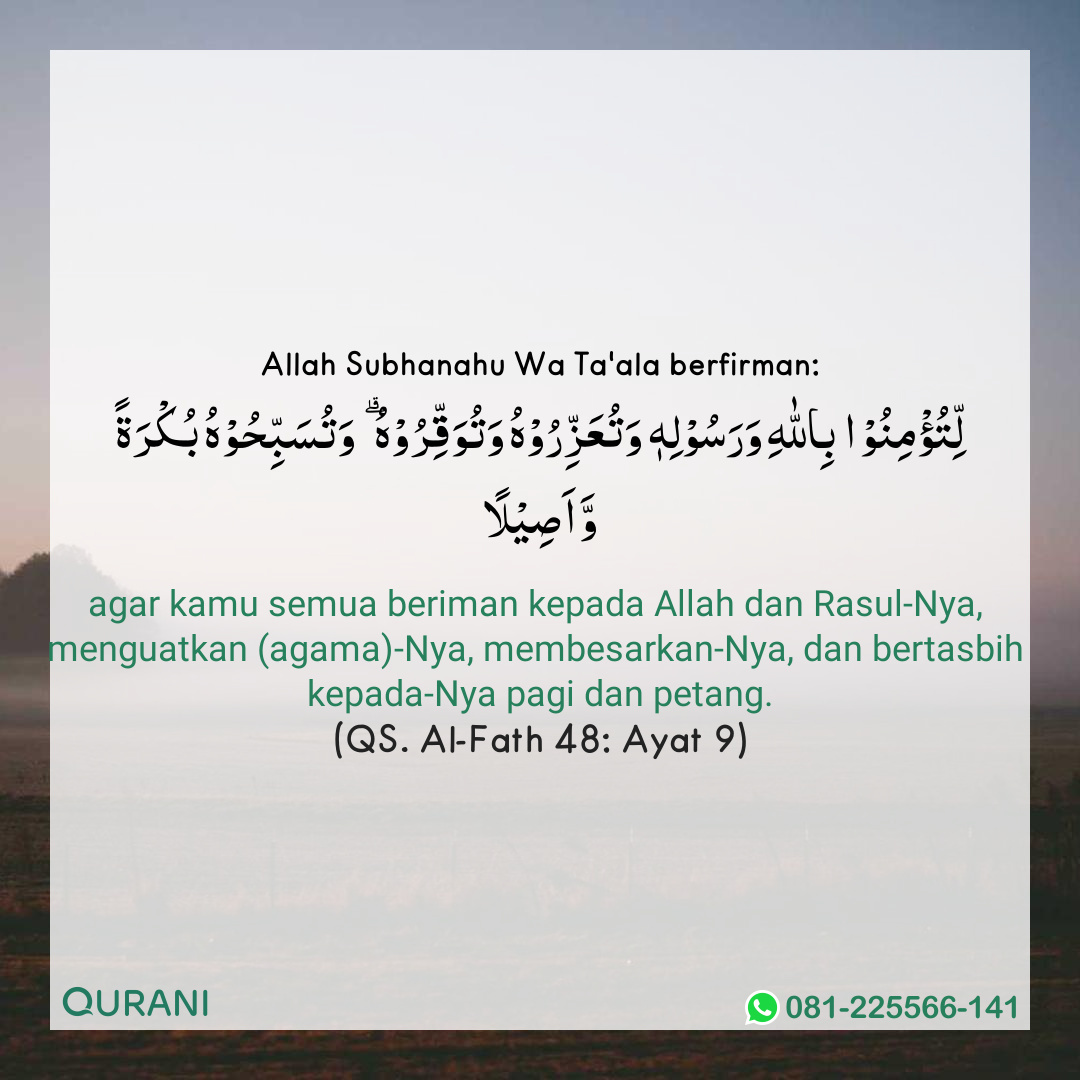 Allah Subhanahu Wa Ta'ala berfirman:
لِّتُؤْمِنُوْا بِاللّٰهِ وَرَسُوْلِهٖ وَتُعَزِّرُوْهُ وَتُوَقِّرُوْهُ ۗ وَتُسَبِّحُوْهُ بُكْرَةً
وَّاَصِيْلًا
agar kamu semua beriman kepada Allah dan Rasul-Nya,
menguatkan (agama)-Nya, membesarkan-Nya, dan bertasbih
kepada-Nya pagi dan petang.
(QS. Al-Fath 48: Ayat 9)
QURANI
081-225566-141